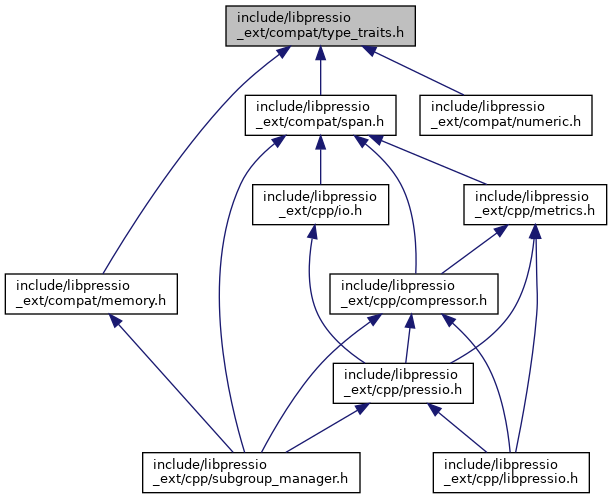 include/libpressio
_ext/compat/type_traits.h
include/libpressio
_ext/compat/span.h
include/libpressio
_ext/compat/numeric.h
include/libpressio
_ext/cpp/io.h
include/libpressio
_ext/cpp/metrics.h
include/libpressio
_ext/compat/memory.h
include/libpressio
_ext/cpp/compressor.h
include/libpressio
_ext/cpp/pressio.h
include/libpressio
_ext/cpp/subgroup_manager.h
include/libpressio
_ext/cpp/libpressio.h